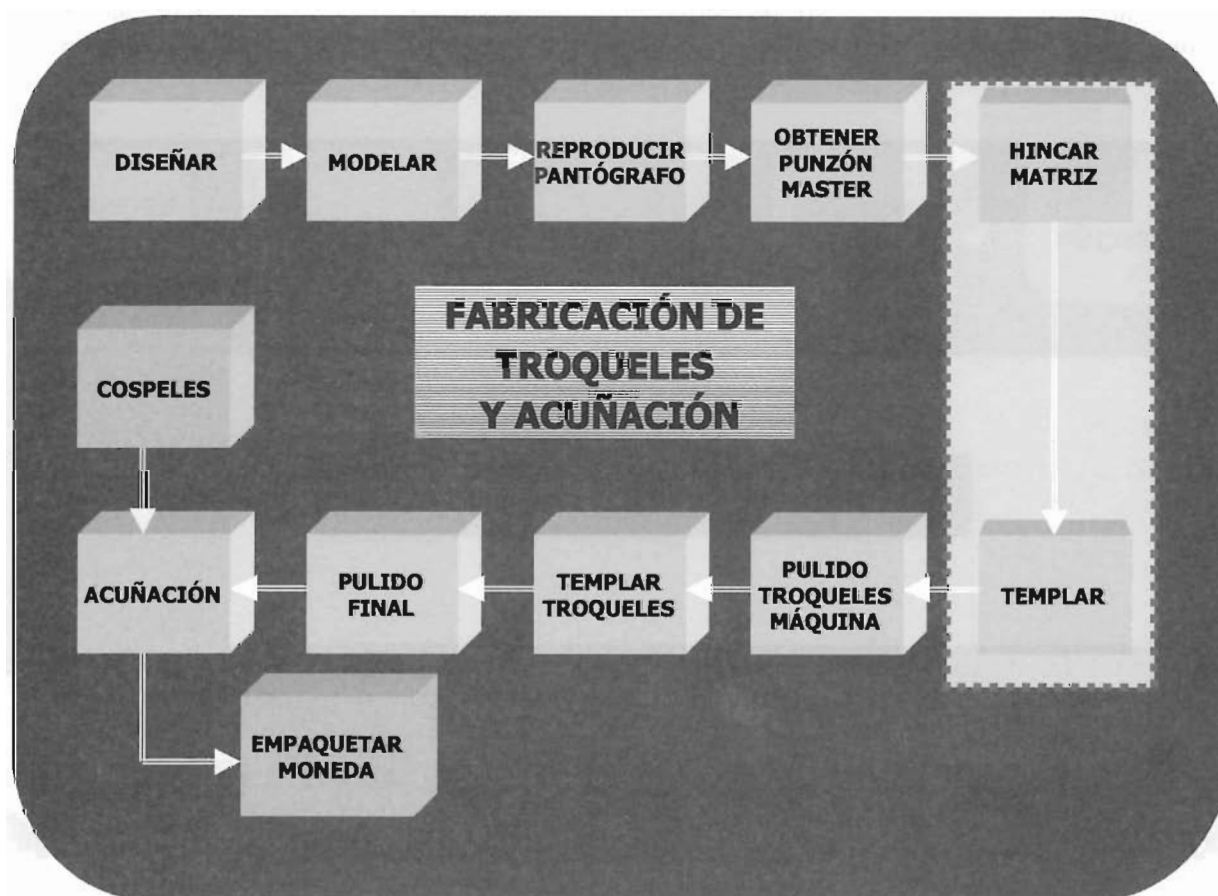 DISEÑAR
MODELAR
REPRODUCIR
PANTÓGRAFO
OBTENER
PUNZÓN
MASTER
HINCAR
MATRIZ
FABRICACIÓN DE
TROQUELES
Y ACUÑACIÓN
COSPELES
ACUÑACIÓN
PULIDO
FINAL
TEMPLAR
TROQUELES
PULIDO
TROQUELES
MÁQUINA
TEMPLAR
EMPAQUETAR
MONEDA